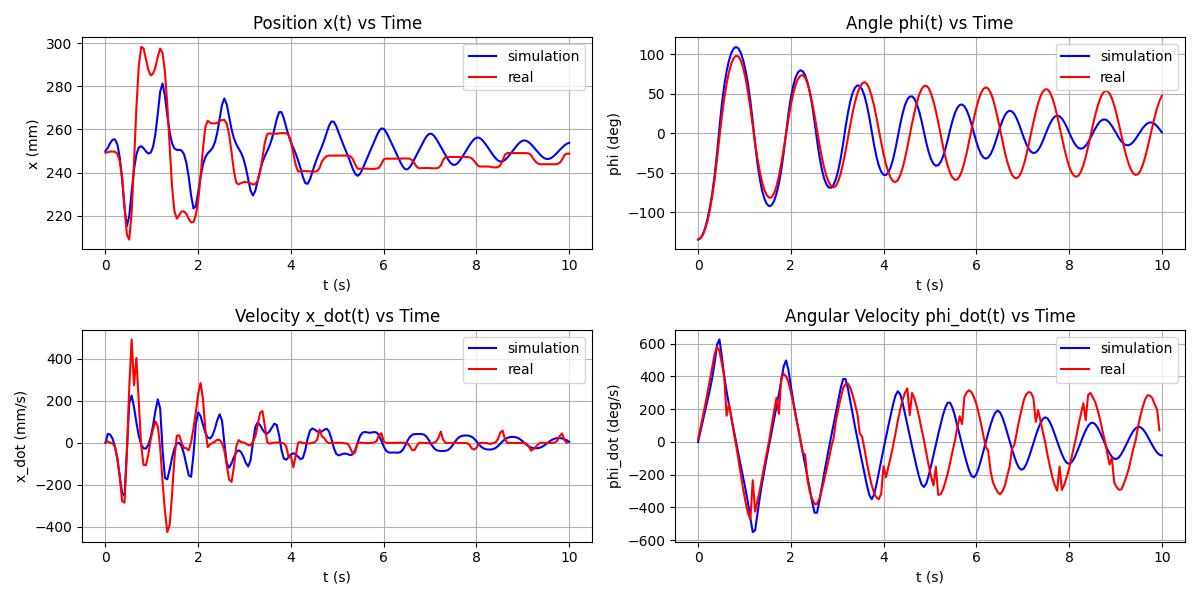 Position x(t) vs Time
x (mm)
300
280
260
240
220
0 2 4 6 8 10
t (s)
simulation
real
Angle phi(t) vs Time
phi (deg)
100
50
0
−50
−100
0 2 4 6 8 10
t (s)
simulation
real
Velocity x_dot(t) vs Time
x_dot (mm/s)
400
200
0
−200
−400
0 2 4 6 8 10
t (s)
simulation
real
Angular Velocity phi_dot(t) vs Time
phi_dot (deg/s)
600
400
200
0
−200
−400
−600
0 2 4 6 8 10
t (s)
simulation
real